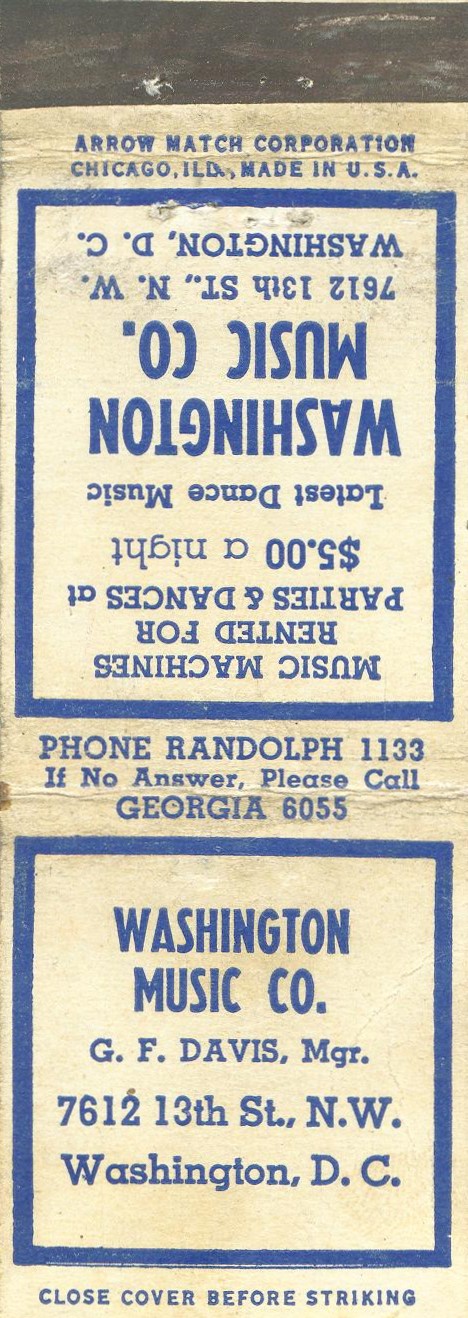 ARROW MATCH CORPORATION
CHICAGO, ILL., MADE IN U.S.A.
MUSIC MACHINES
RENTED FOR
PARTIES & DANCES at
$5.00 a night
Latest Dance Music
WASHINGTON
MUSIC CO.
7612 13th ST., N. W.
WASHINGTON, D. C.
PHONE RANDOLPH 1133
If No Answer, Please Call
GEORGIA 6055
WASHINGTON
MUSIC CO.
G. F. DAVIS, Mgr.
7612 13th St., N.W.
Washington, D. C.
CLOSE COVER BEFORE STRIKING